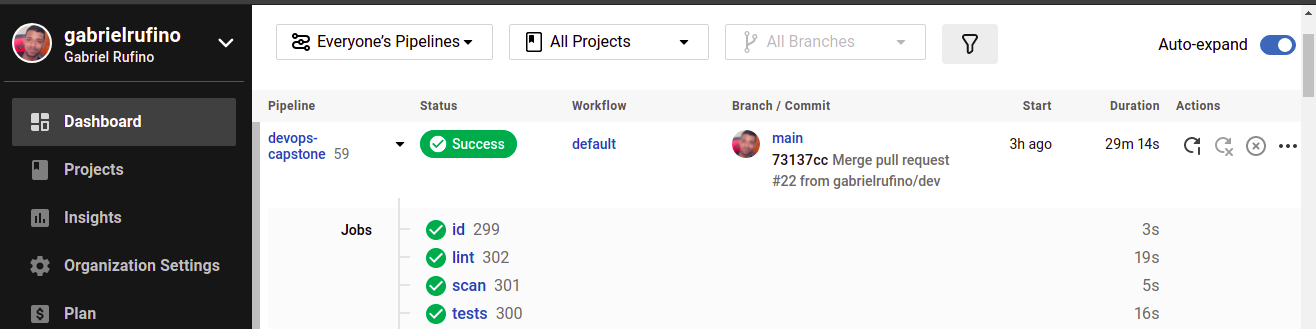 gabrielrufino
Gabriel Rufino
Dashboard
Projects
Insights
Organization Settings
Plan
Everyone's Pipelines
All Projects
All Branches
Auto-expand
Pipeline Status Workflow Branch / Commit Start Duration Actions
devops-
capstone 59
Success
default
main
73137cc Merge pull request
#22 from gabrielrufino/dev
3h ago
29m 14s
Jobs
id 299 3s
lint 302 19s
scan 301 5s
tests 300 16s